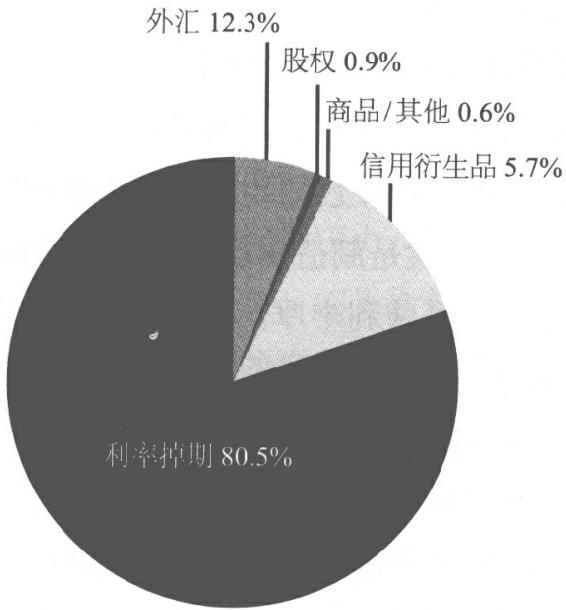 外汇 12.3%
股权 0.9%
商品/其他 0.6%
信用衍生品 5.7%
利率掉期 80.5%